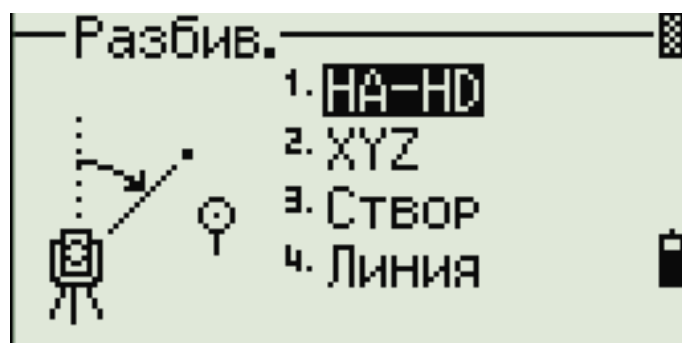 Разбив.
1. HA-HD
2. XYZ
3. Створ
4. Линия